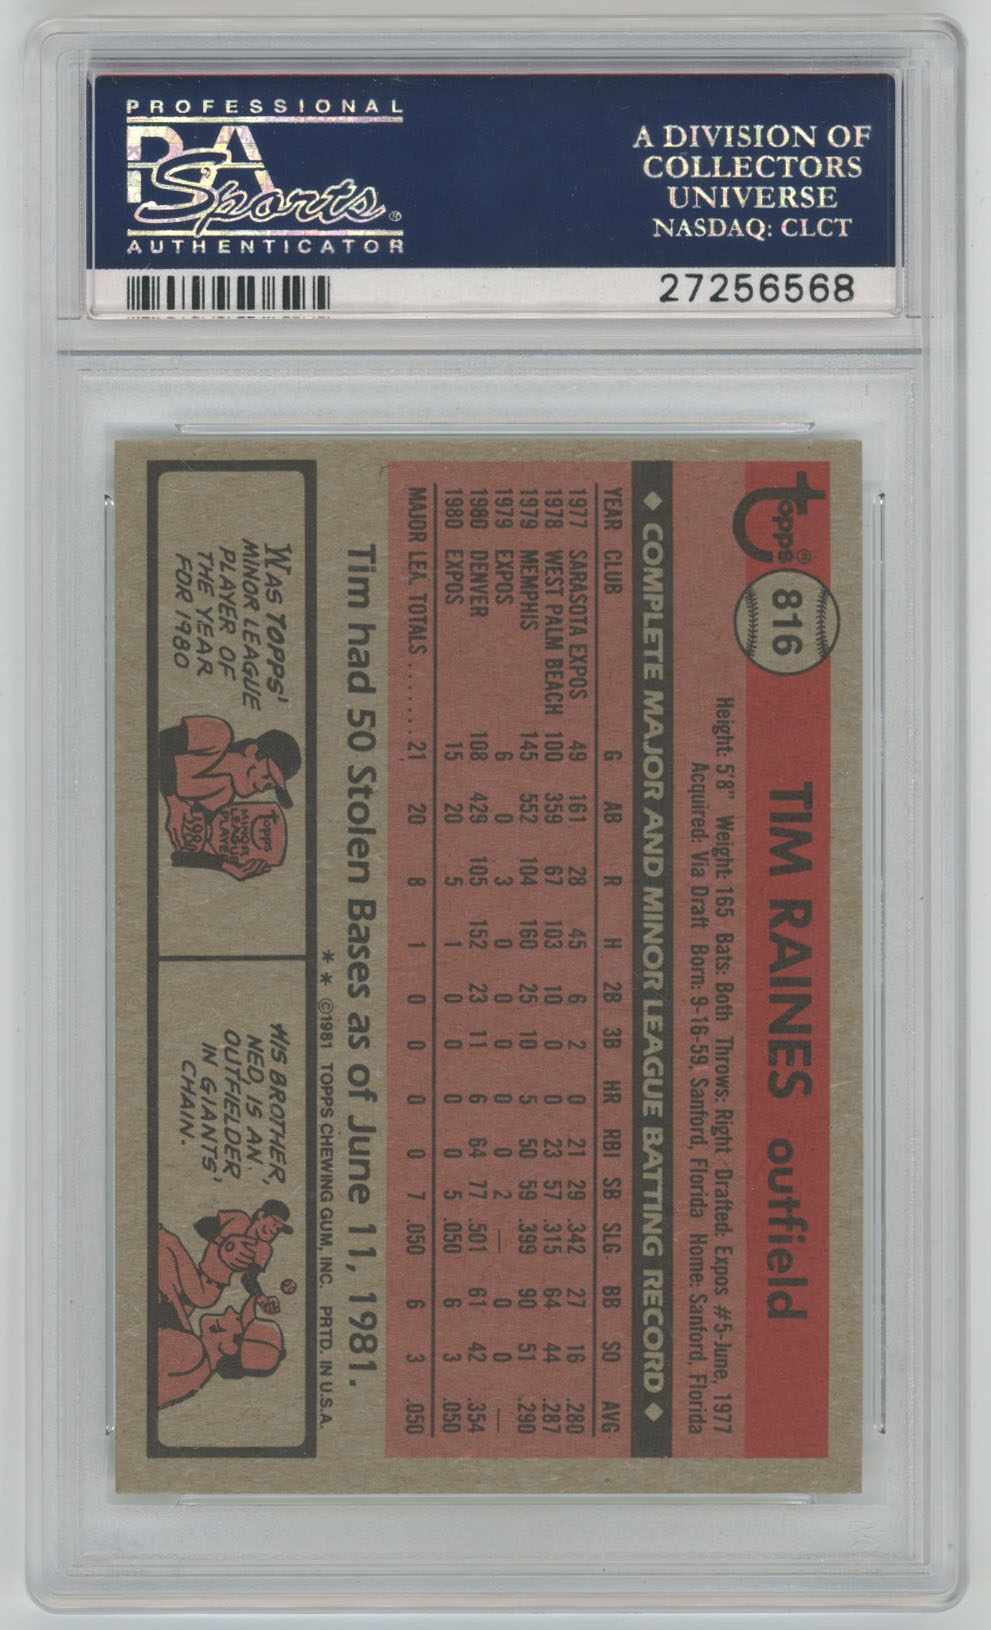 PROFESSIONAL
PSA
Sports®
AUTHENTICATOR
A DIVISION OF
COLLECTORS
UNIVERSE
NASDAQ: CLCT
27256568
Topps®
816
TIM RAINES outfield
Height: 5'8" Weight: 165 Bats: Both Throws: Right Drafted: Expos #5-June, 1977
Acquired: Via Draft Born: 9-16-59, Sanford, Florida Home: Sanford, Florida
◆ COMPLETE MAJOR AND MINOR LEAGUE BATTING RECORD ◆
YEAR CLUB G AB R H 2B 3B HR RBI SB SLG BB SO AVG
1977 SARASOTA EXPOS 49 161 28 45 6 2 0 21 29 .342 27 16 .280
1978 WEST PALM BEACH 100 359 67 103 10 0 0 23 57 .315 64 44 .287
1979 MEMPHIS 145 552 104 160 25 10 5 50 59 .399 90 51 .290
1979 EXPOS 6 0 3 0 0 0 0 0 2 — 0 0 —
1980 DENVER 108 429 105 152 23 11 6 64 77 .501 61 42 .354
1980 EXPOS 15 20 5 1 0 0 0 0 5 .050 6 3 .050
MAJOR LEA. TOTALS ....... 21 20 8 1 0 0 0 0 7 .050 6 3 .050
Tim had 50 Stolen Bases as of June 11, 1981.
** ©1981 TOPPS CHEWING GUM, INC. PRTD. IN U.S.A.
WAS TOPPS'
MINOR LEAGUE
PLAYER OF
THE YEAR
FOR 1980
Topps
MINOR
LEAGUE
PLAYER
1980
HIS BROTHER,
NED, IS AN
OUTFIELDER
IN GIANTS'
CHAIN.